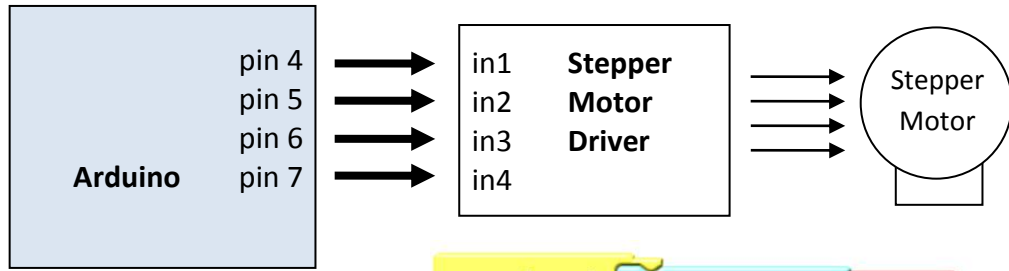 pin 4
pin 5
pin 6
Arduino pin 7
in1 Stepper
in2 Motor
in3 Driver
in4
Stepper
Motor